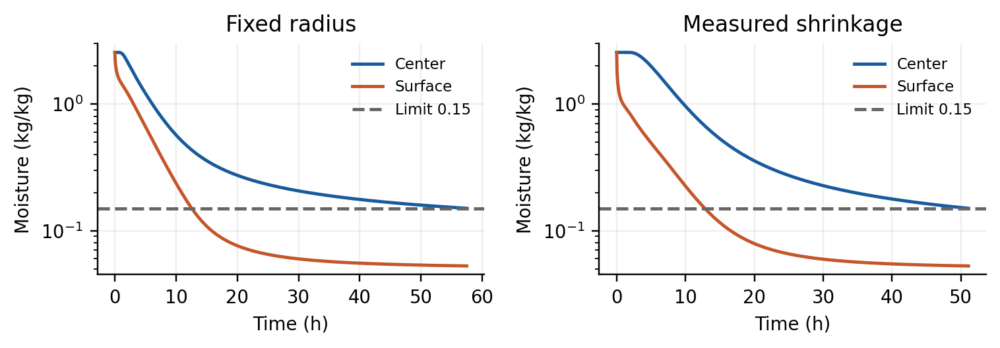 Fixed radius
Moisture (kg/kg)
10⁰
10⁻¹
Center
Surface
Limit 0.15
0 10 20 30 40 50 60
Time (h)
Measured shrinkage
Moisture (kg/kg)
10⁰
10⁻¹
Center
Surface
Limit 0.15
0 10 20 30 40 50
Time (h)